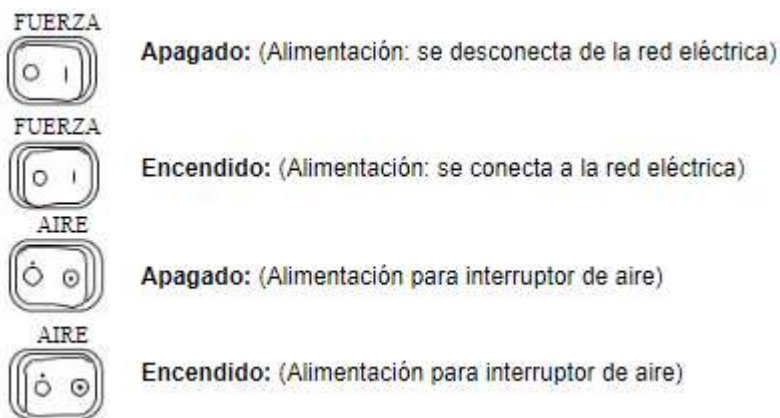 FUERZA
Apagado: (Alimentación: se desconecta de la red eléctrica)
FUERZA
Encendido: (Alimentación: se conecta a la red eléctrica)
AIRE
Apagado: (Alimentación para interruptor de aire)
AIRE
Encendido: (Alimentación para interruptor de aire)